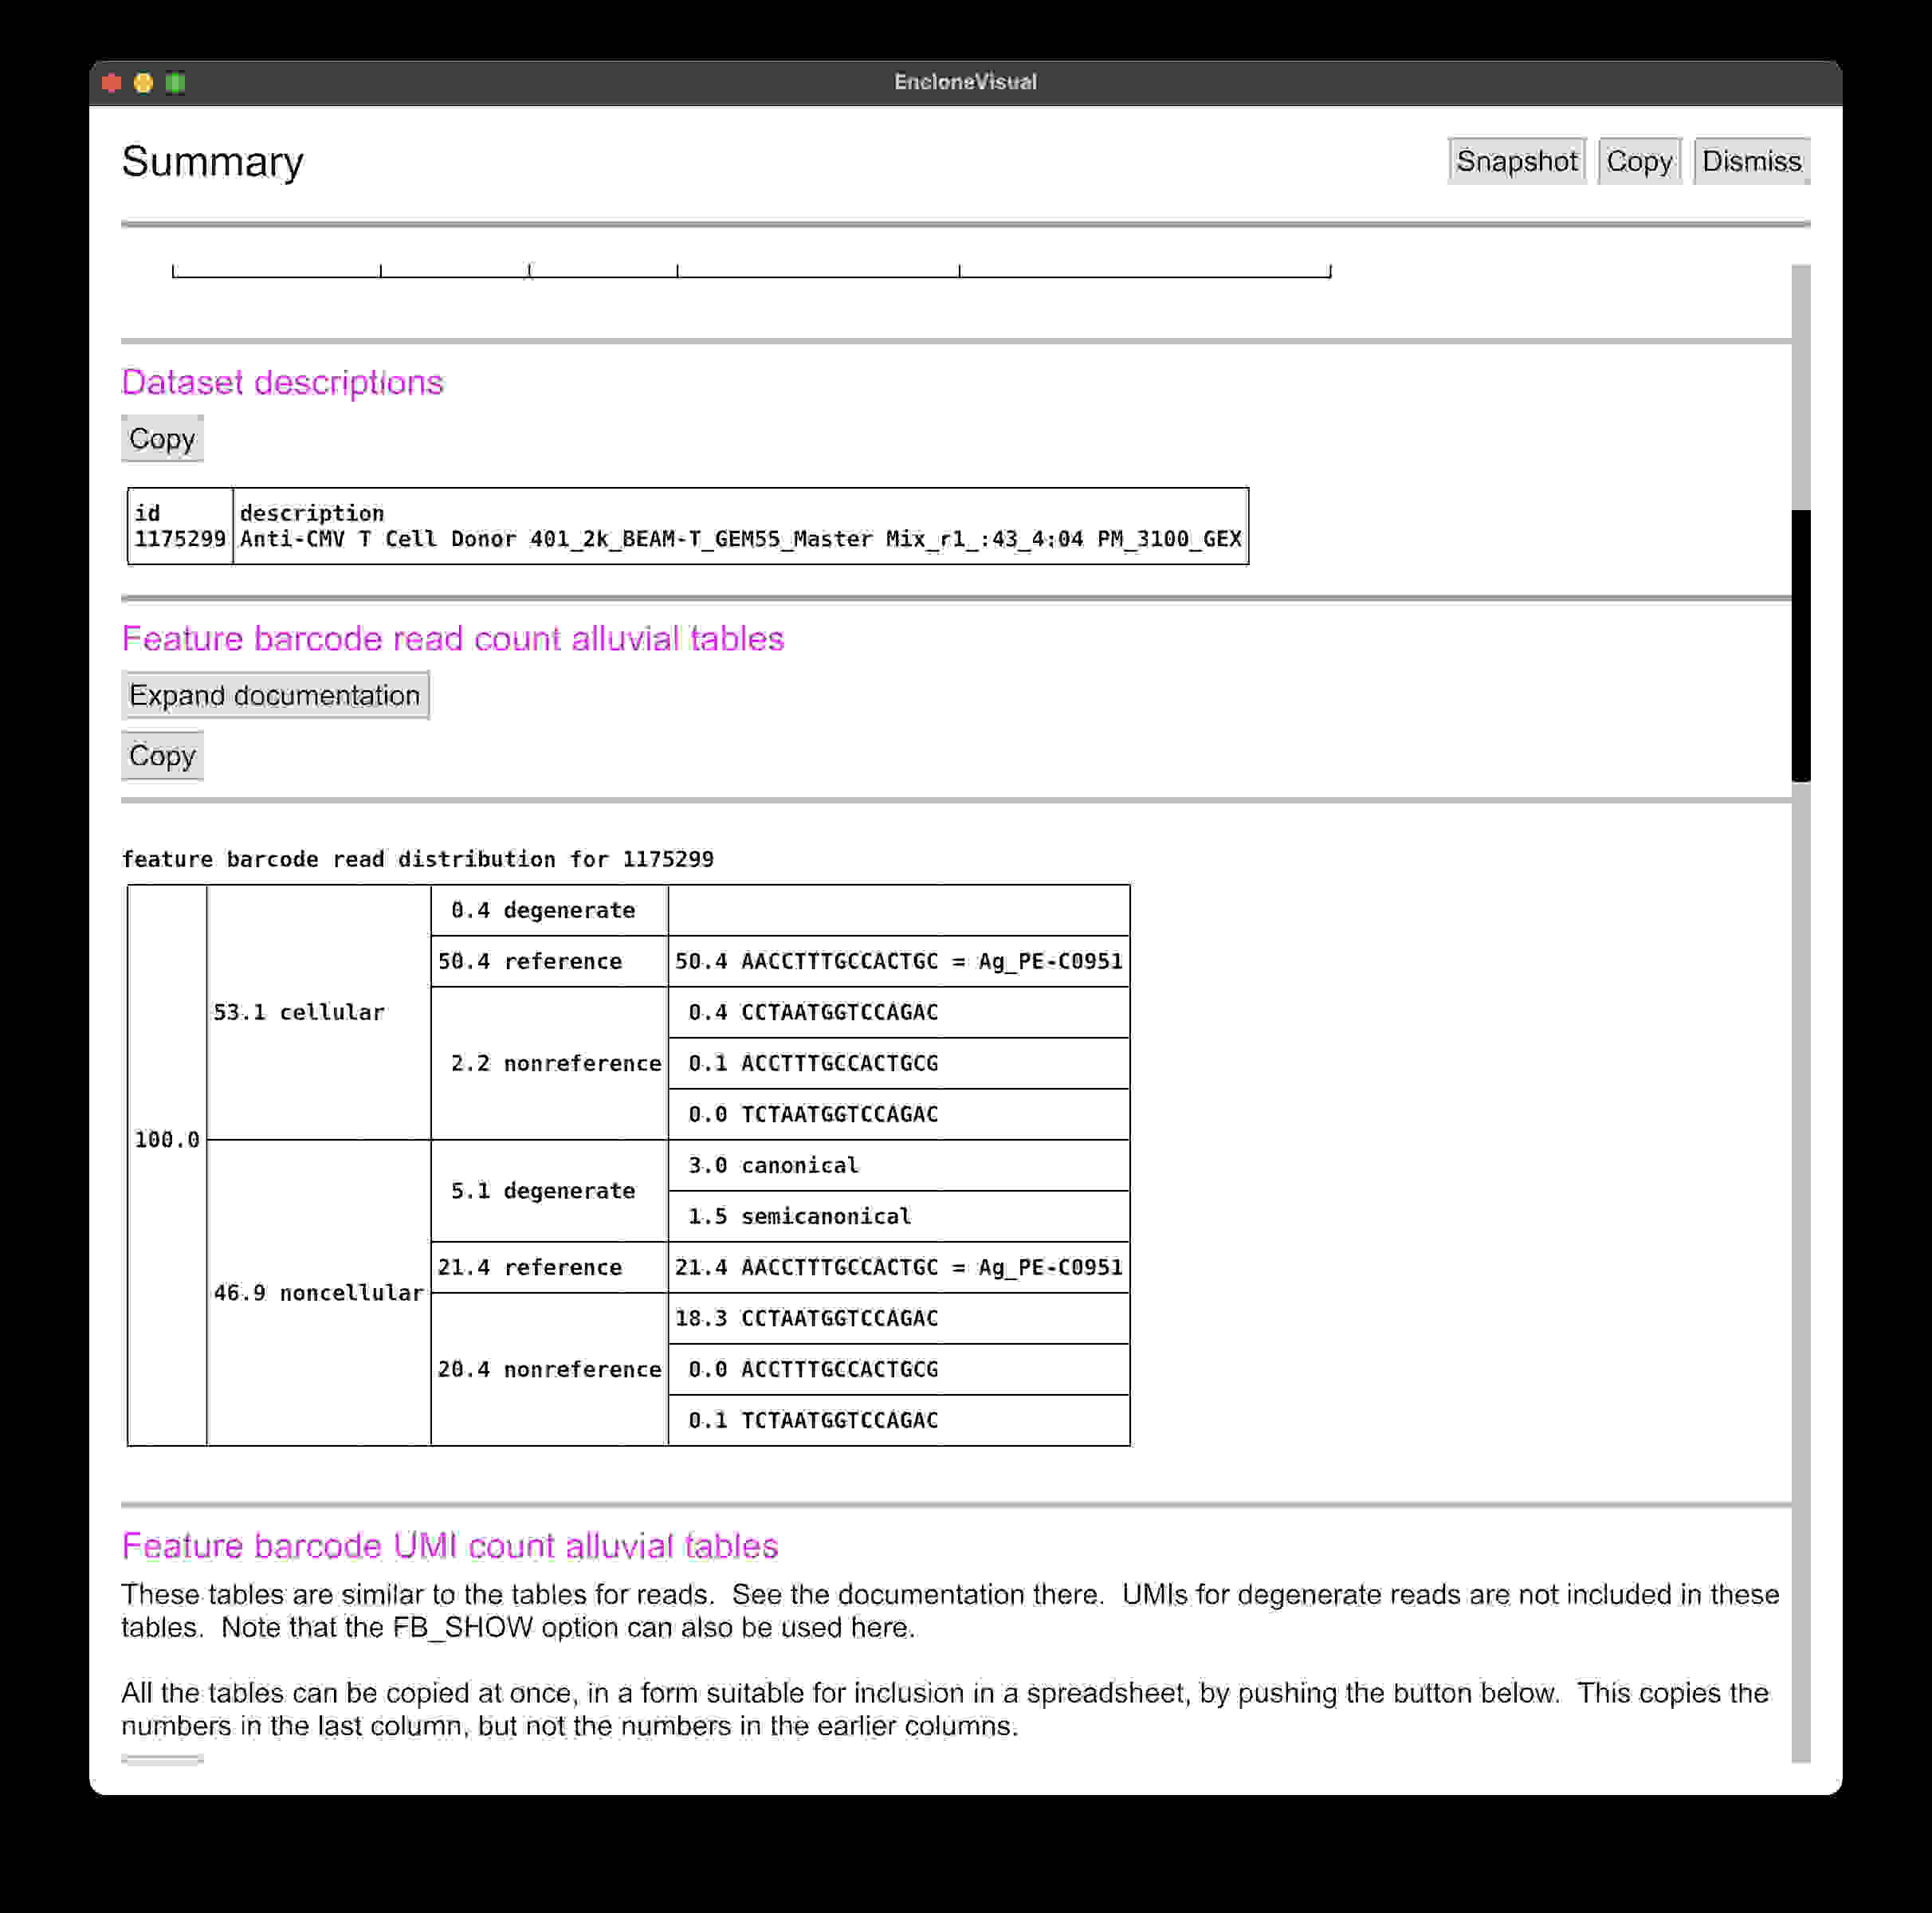 EncloneVisual
Summary
Snapshot Copy Dismiss
Dataset descriptions
Copy
id description
1175299 Anti-CMV T Cell Donor 401_2k_BEAM-T_GEM55_Master Mix_r1_:43_4:04 PM_3100_GEX
Feature barcode read count alluvial tables
Expand documentation
Copy
feature barcode read distribution for 1175299
0.4 degenerate
50.4 reference 50.4 AACCTTTGCCACTGC = Ag_PE-C0951
53.1 cellular 0.4 CCTAATGGTCCAGAC
2.2 nonreference 0.1 ACCTTTGCCACTGCG
0.0 TCTAATGGTCCAGAC
100.0
3.0 canonical
5.1 degenerate
1.5 semicanonical
21.4 reference 21.4 AACCTTTGCCACTGC = Ag_PE-C0951
46.9 noncellular
18.3 CCTAATGGTCCAGAC
20.4 nonreference 0.0 ACCTTTGCCACTGCG
0.1 TCTAATGGTCCAGAC
Feature barcode UMI count alluvial tables
These tables are similar to the tables for reads. See the documentation there. UMIs for degenerate reads are not included in these
tables. Note that the FB_SHOW option can also be used here.
All the tables can be copied at once, in a form suitable for inclusion in a spreadsheet, by pushing the button below. This copies the
numbers in the last column, but not the numbers in the earlier columns.